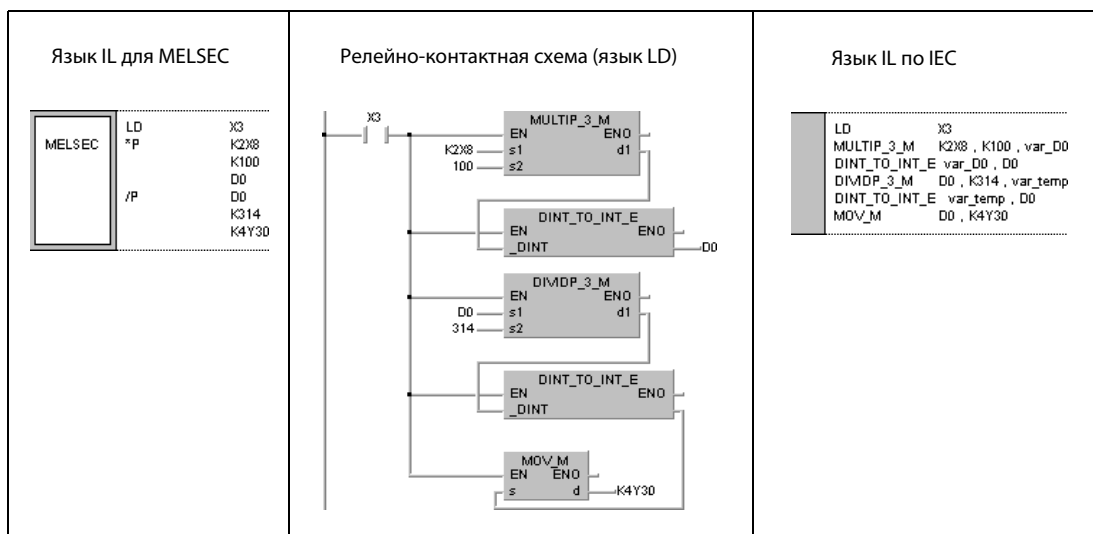 Язык IL для MELSEC
MELSEC
LD X3
*P K2X8
K100
D0
/P D0
K314
K4Y30
Релейно-контактная схема (язык LD)
X3
MULTIP_3_M
EN ENO
K2X8 s1 d1
100 s2
DINT_TO_INT_E
EN ENO
_DINT D0
DIVIDP_3_M
EN ENO
D0 s1 d1
314 s2
DINT_TO_INT_E
EN ENO
_DINT
MOV_M
EN ENO
s d K4Y30
Язык IL по IEC
LD X3
MULTIP_3_M K2X8 , K100 , var_D0
DINT_TO_INT_E var_D0 , D0
DIVIDP_3_M D0 , K314 , var_temp
DINT_TO_INT_E var_temp , D0
MOV_M D0 , K4Y30